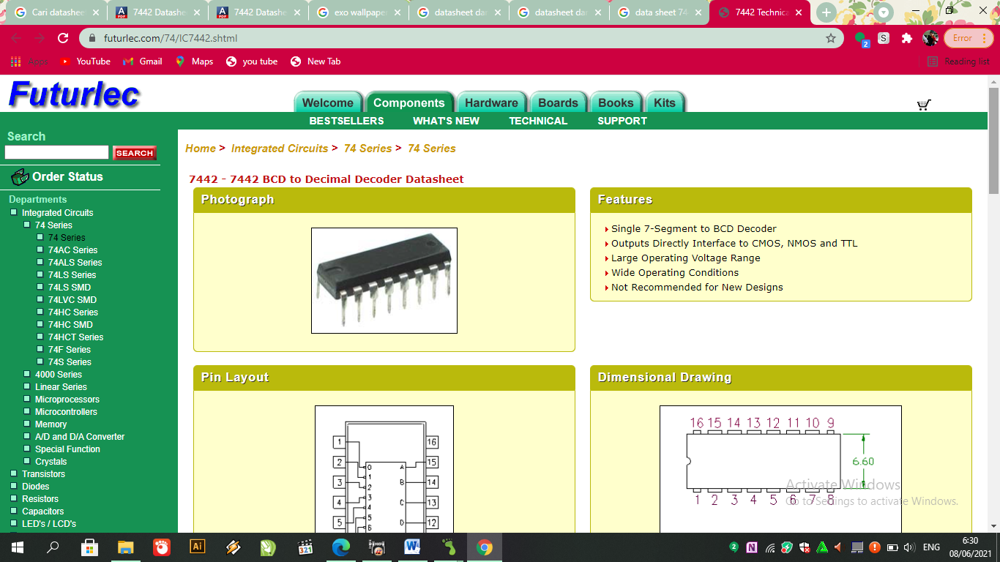 Cari datasheet
7442 Datashe
7442 Datashe
exo wallpaper
datasheet dar
datasheet dar
data sheet 74
7442 Technica
futurlec.com/74/IC7442.shtml
2
S
Error
Apps
YouTube
Gmail
Maps
you tube
New Tab
Reading list
Futurlec
Welcome
Components
Hardware
Boards
Books
Kits
BESTSELLERS
WHAT'S NEW
TECHNICAL
SUPPORT
Search
SEARCH
Order Status
Departments
Integrated Circuits
74 Series
74 Series
74AC Series
74ALS Series
74LS Series
74LS SMD
74LVC SMD
74HC Series
74HC SMD
74HCT Series
74F Series
74S Series
4000 Series
Linear Series
Microprocessors
Microcontrollers
Memory
A/D and D/A Converter
Special Function
Crystals
Transistors
Diodes
Resistors
Capacitors
LED's / LCD's
Home > Integrated Circuits > 74 Series > 74 Series
7442 - 7442 BCD to Decimal Decoder Datasheet
Photograph
Features
Single 7-Segment to BCD Decoder
Outputs Directly Interface to CMOS, NMOS and TTL
Large Operating Voltage Range
Wide Operating Conditions
Not Recommended for New Designs
Pin Layout
1 16
2 0 A 15
1
3 2 B 14
3
4 4 C 13
5 5 D 12
6
Dimensional Drawing
16 15 14 13 12 11 10 9
6.60
1 2 3 4 5 6 7 8
Activate Windows
Go to Settings to activate Windows.
Ai
321
W
2
N
ENG
6:30
08/06/2021